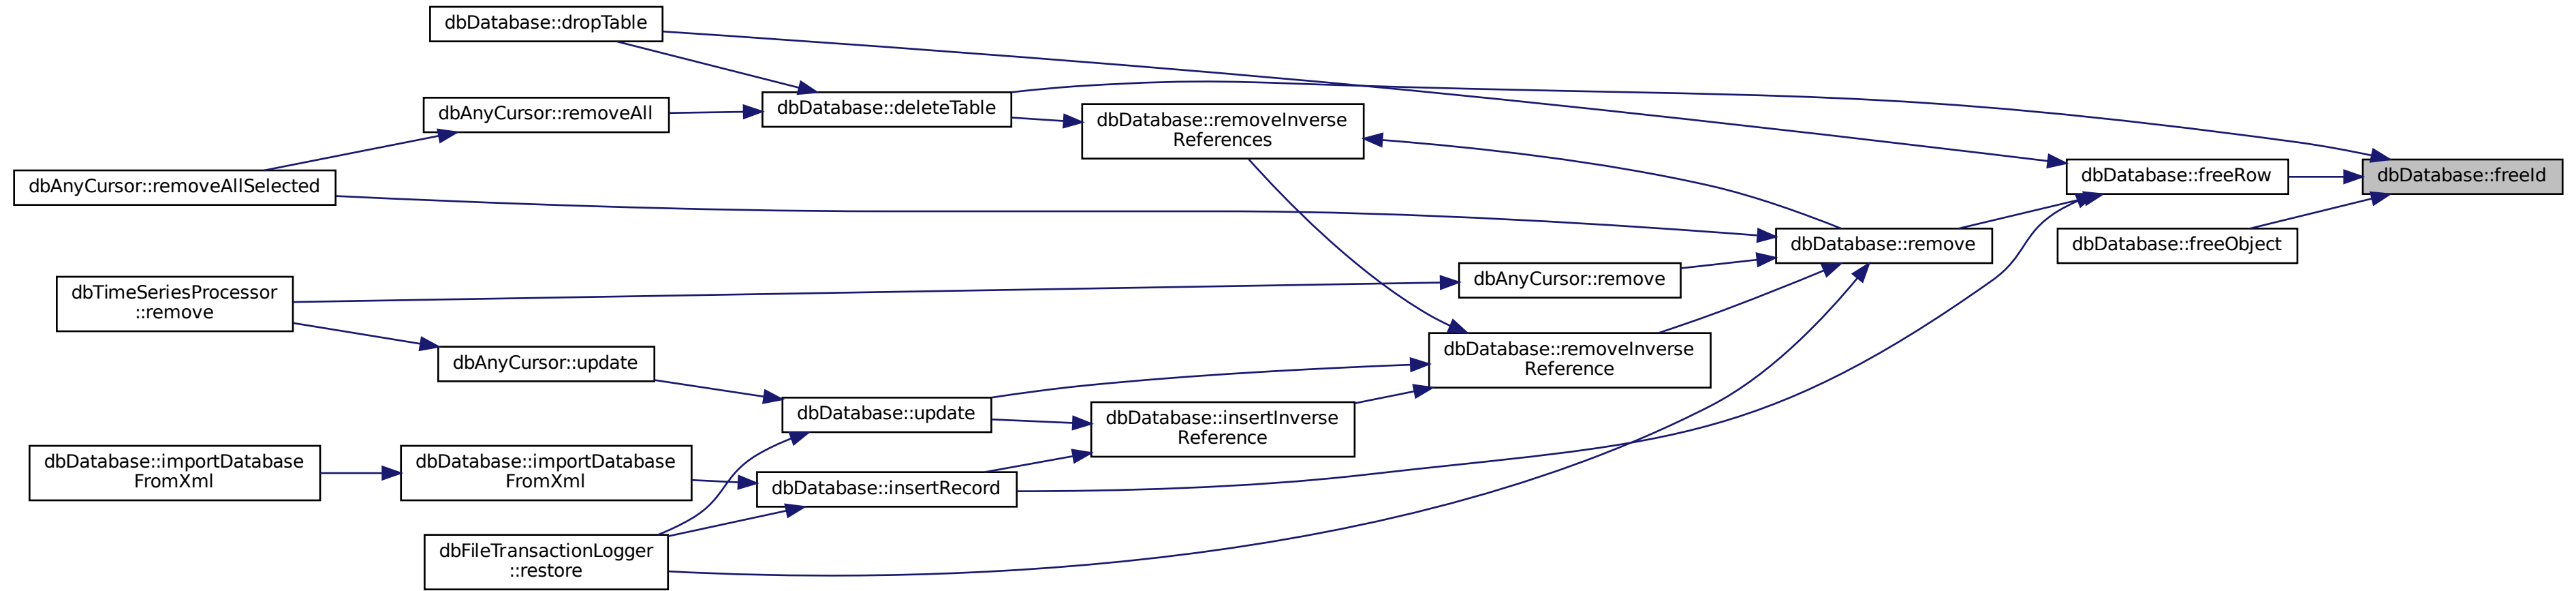 dbDatabase::dropTable
dbAnyCursor::removeAll
dbDatabase::deleteTable
dbDatabase::removeInverse
References
dbAnyCursor::removeAllSelected
dbDatabase::freeRow
dbDatabase::freeId
dbDatabase::remove
dbDatabase::freeObject
dbTimeSeriesProcessor
::remove
dbAnyCursor::remove
dbAnyCursor::update
dbDatabase::removeInverse
Reference
dbDatabase::update
dbDatabase::insertInverse
Reference
dbDatabase::importDatabase
FromXml
dbDatabase::importDatabase
FromXml
dbDatabase::insertRecord
dbFileTransactionLogger
::restore